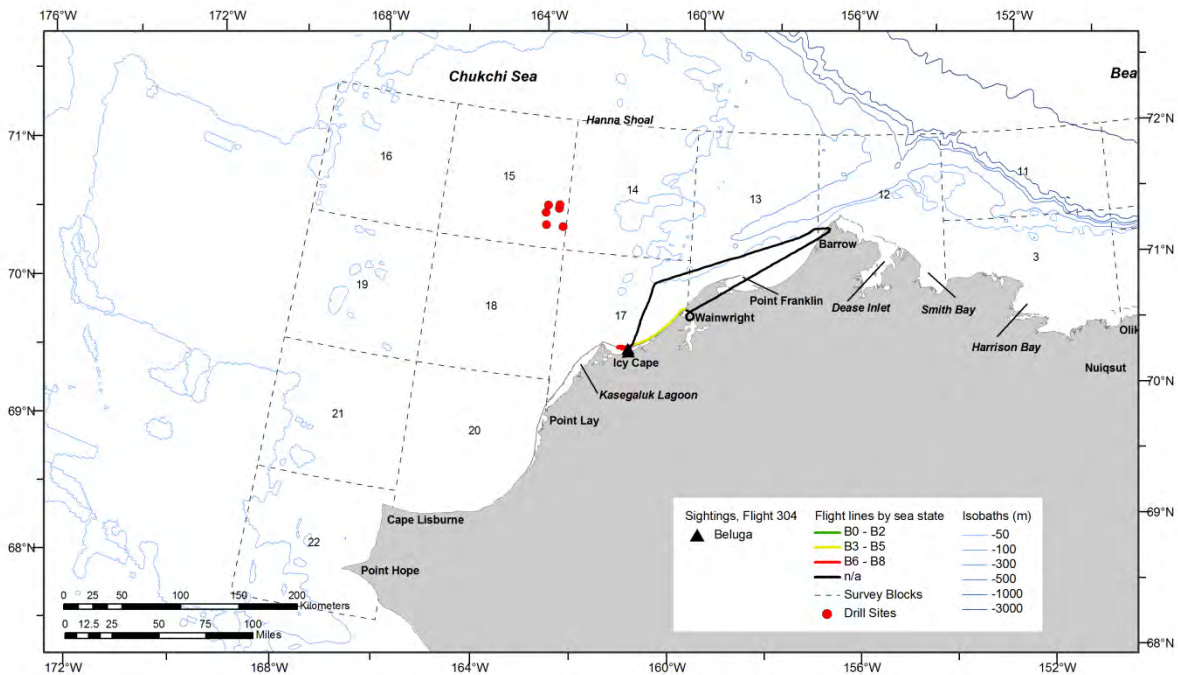 176°W
168°W
164°W
160°W
156°W
152°W
Chukchi Sea
Bea
72°N
71°N
Hanna Shoal
16
15
14
13
12
11
Barrow
71°N
3
70°N
19
18
17
Point Franklin
Dease Inlet
Smith Bay
Wainwright
Olik
Harrison Bay
Icy Cape
Nuiqsut
70°N
Kasegaluk Lagoon
69°N
21
20
Point Lay
Cape Lisburne
69°N
68°N
22
Point Hope
Sightings, Flight 304
Beluga
Flight lines by sea state
B0 - B2
B3 - B5
B6 - B8
n/a
Survey Blocks
Drill Sites
Isobaths (m)
-50
-100
-300
-500
-1000
-3000
0 25 50 100 150 200
Kilometers
0 12.5 25 50 75 100
Miles
68°N
172°W
168°W
164°W
160°W
156°W
152°W